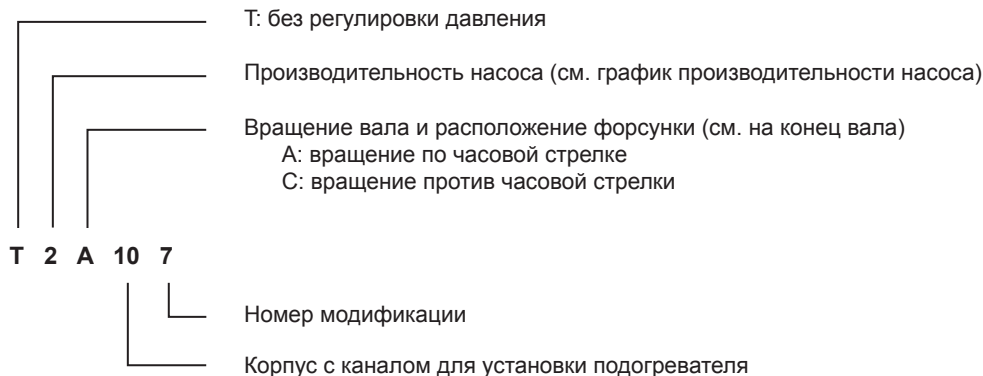 Т: без регулировки давления
Производительность насоса (см. график производительности насоса)
Вращение вала и расположение форсунки (см. на конец вала)
А: вращение по часовой стрелке
С: вращение против часовой стрелки
T 2 A 10 7
Номер модификации
Корпус с каналом для установки подогревателя